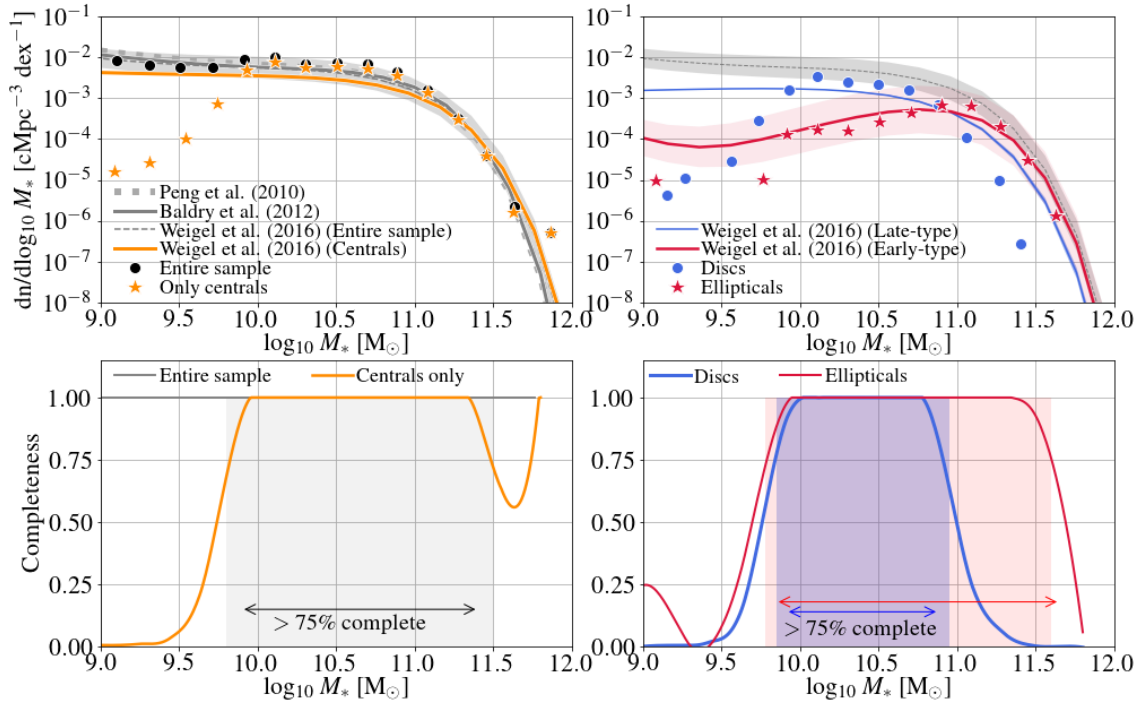 dn/dlog₁₀ M* [cMpc⁻³ dex⁻¹]
10⁻¹
10⁻²
10⁻³
10⁻⁴
10⁻⁵
10⁻⁶
10⁻⁷
10⁻⁸
Peng et al. (2010)
Baldry et al. (2012)
Weigel et al. (2016) (Entire sample)
Weigel et al. (2016) (Centrals)
Entire sample
Only centrals
9.0 9.5 10.0 10.5 11.0 11.5 12.0
log₁₀ M* [M⊙]
10⁻¹
10⁻²
10⁻³
10⁻⁴
10⁻⁵
10⁻⁶
10⁻⁷
10⁻⁸
Weigel et al. (2016) (Late-type)
Weigel et al. (2016) (Early-type)
Discs
Ellipticals
9.0 9.5 10.0 10.5 11.0 11.5 12.0
log₁₀ M* [M⊙]
Entire sample Centrals only
Completeness
1.00
0.75
0.50
0.25
0.00
> 75% complete
9.0 9.5 10.0 10.5 11.0 11.5 12.0
log₁₀ M* [M⊙]
Discs Ellipticals
1.00
0.75
0.50
0.25
0.00
> 75% complete
9.0 9.5 10.0 10.5 11.0 11.5 12.0
log₁₀ M* [M⊙]